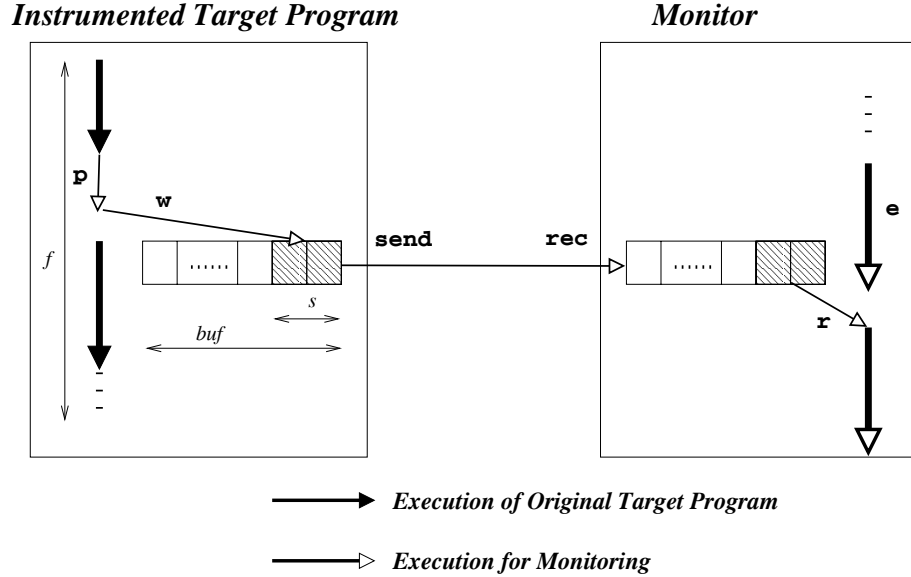 Instrumented Target Program
Monitor
p
w
e
send
rec
f
......
......
s
r
buf
Execution of Original Target Program
Execution for Monitoring